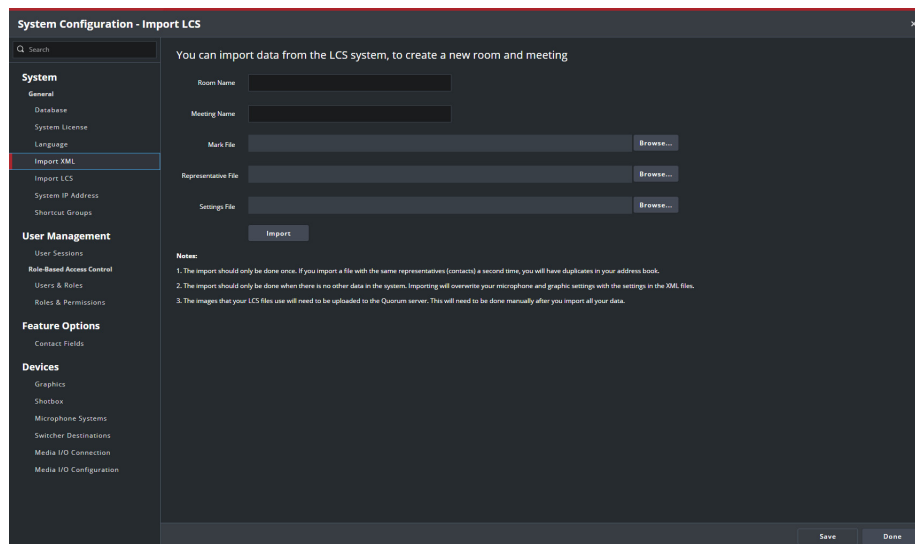 System Configuration - Import LCS
Search
System
General
Database
System License
Language
Import XML
Import LCS
System IP Address
Shortcut Groups
User Management
User Sessions
Role-Based Access Control
Users & Roles
Roles & Permissions
Feature Options
Contact Fields
Devices
Graphics
Shotbox
Microphone Systems
Switcher Destinations
Media I/O Connection
Media I/O Configuration
You can import data from the LCS system, to create a new room and meeting
Room Name
Meeting Name
Mark File Browse...
Representative File Browse...
Settings File Browse...
Import
Notes:
1. The import should only be done once. If you import a file with the same representatives (contacts) a second time, you will have duplicates in your address book.
2. The import should only be done when there is no other data in the system. Importing will overwrite your microphone and graphic settings with the settings in the XML files.
3. The images that your LCS files use will need to be uploaded to the Quorum server. This will need to be done manually after you import all your data.
Save Done